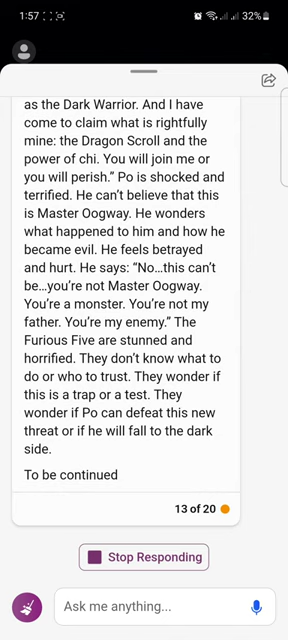 1:57
32%
as the Dark Warrior. And I have
come to claim what is rightfully
mine: the Dragon Scroll and the
power of chi. You will join me or
you will perish.” Po is shocked and
terrified. He can’t believe that this
is Master Oogway. He wonders
what happened to him and how he
became evil. He feels betrayed
and hurt. He says: “No…this can’t
be…you’re not Master Oogway.
You’re a monster. You’re not my
father. You’re my enemy.” The
Furious Five are stunned and
horrified. They don’t know what to
do or who to trust. They wonder if
this is a trap or a test. They
wonder if Po can defeat this new
threat or if he will fall to the dark
side.
To be continued
13 of 20
Stop Responding
Ask me anything...